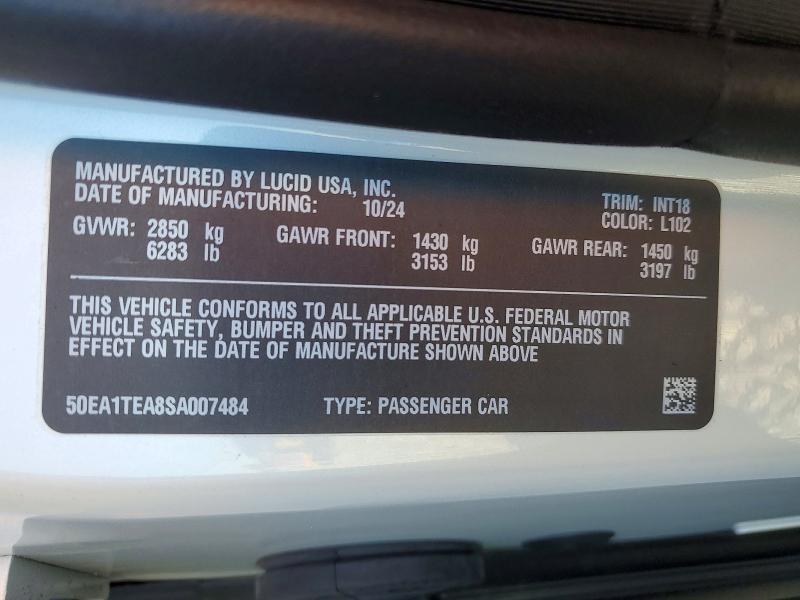 MANUFACTURED BY LUCID USA, INC.
DATE OF MANUFACTURING: 10/24 TRIM: INT18
COLOR: L102
GVWR: 2850 kg GAWR FRONT: 1430 kg GAWR REAR: 1450 kg
6283 lb 3153 lb 3197 lb
THIS VEHICLE CONFORMS TO ALL APPLICABLE U.S. FEDERAL MOTOR
VEHICLE SAFETY, BUMPER AND THEFT PREVENTION STANDARDS IN
EFFECT ON THE DATE OF MANUFACTURE SHOWN ABOVE
50EA1TEA8SA007484 TYPE: PASSENGER CAR